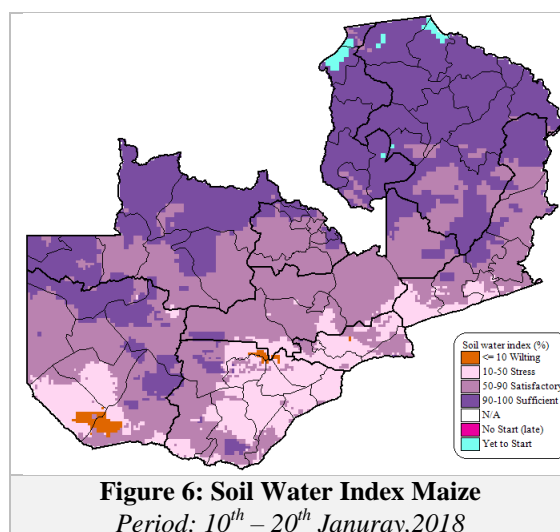 Soil water index (%)
<= 10 Wilting
10-50 Stress
50-90 Satisfactory
90-100 Sufficient
N/A
No Start (late)
Yet to Start
Figure 6: Soil Water Index Maize
Period: 10th – 20th Januray.2018